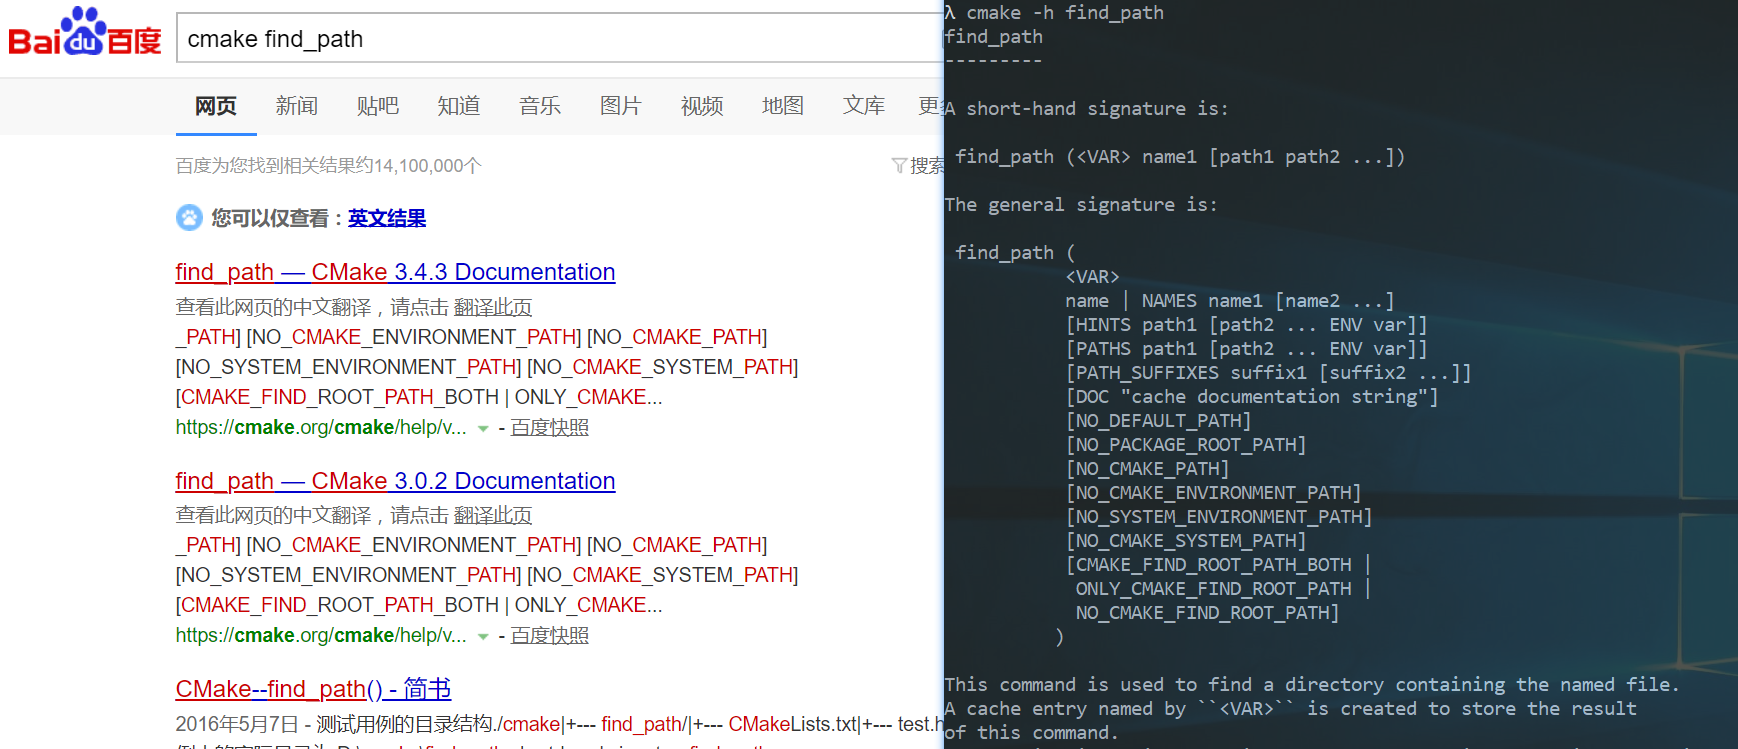 Bai du 百度
cmake find_path
网页 新闻 贴吧 知道 音乐 图片 视频 地图 文库
百度为您找到相关结果约14,100,000个
搜索
您可以仅查看：英文结果
find_path — CMake 3.4.3 Documentation
查看此网页的中文翻译，请点击 翻译此页
_PATH] [NO_CMAKE_ENVIRONMENT_PATH] [NO_CMAKE_PATH]
[NO_SYSTEM_ENVIRONMENT_PATH] [NO_CMAKE_SYSTEM_PATH]
[CMAKE_FIND_ROOT_PATH_BOTH | ONLY_CMAKE...
https://cmake.org/cmake/help/v... - 百度快照
find_path — CMake 3.0.2 Documentation
查看此网页的中文翻译，请点击 翻译此页
_PATH] [NO_CMAKE_ENVIRONMENT_PATH] [NO_CMAKE_PATH]
[NO_SYSTEM_ENVIRONMENT_PATH] [NO_CMAKE_SYSTEM_PATH]
[CMAKE_FIND_ROOT_PATH_BOTH | ONLY_CMAKE...
https://cmake.org/cmake/help/v... - 百度快照
CMake--find_path() - 简书
2016年5月7日 - 测试用例的目录结构./cmake|+--- find_path/|+--- CMakeLists.txt|+--- test.h
λ cmake -h find_path
find_path
---------
A short-hand signature is:
find_path (<VAR> name1 [path1 path2 ...])
The general signature is:
find_path (
<VAR>
name | NAMES name1 [name2 ...]
[HINTS path1 [path2 ... ENV var]]
[PATHS path1 [path2 ... ENV var]]
[PATH_SUFFIXES suffix1 [suffix2 ...]]
[DOC "cache documentation string"]
[NO_DEFAULT_PATH]
[NO_PACKAGE_ROOT_PATH]
[NO_CMAKE_PATH]
[NO_CMAKE_ENVIRONMENT_PATH]
[NO_SYSTEM_ENVIRONMENT_PATH]
[NO_CMAKE_SYSTEM_PATH]
[CMAKE_FIND_ROOT_PATH_BOTH |
ONLY_CMAKE_FIND_ROOT_PATH |
NO_CMAKE_FIND_ROOT_PATH]
)
This command is used to find a directory containing the named file.
A cache entry named by ``<VAR>`` is created to store the result
of this command.